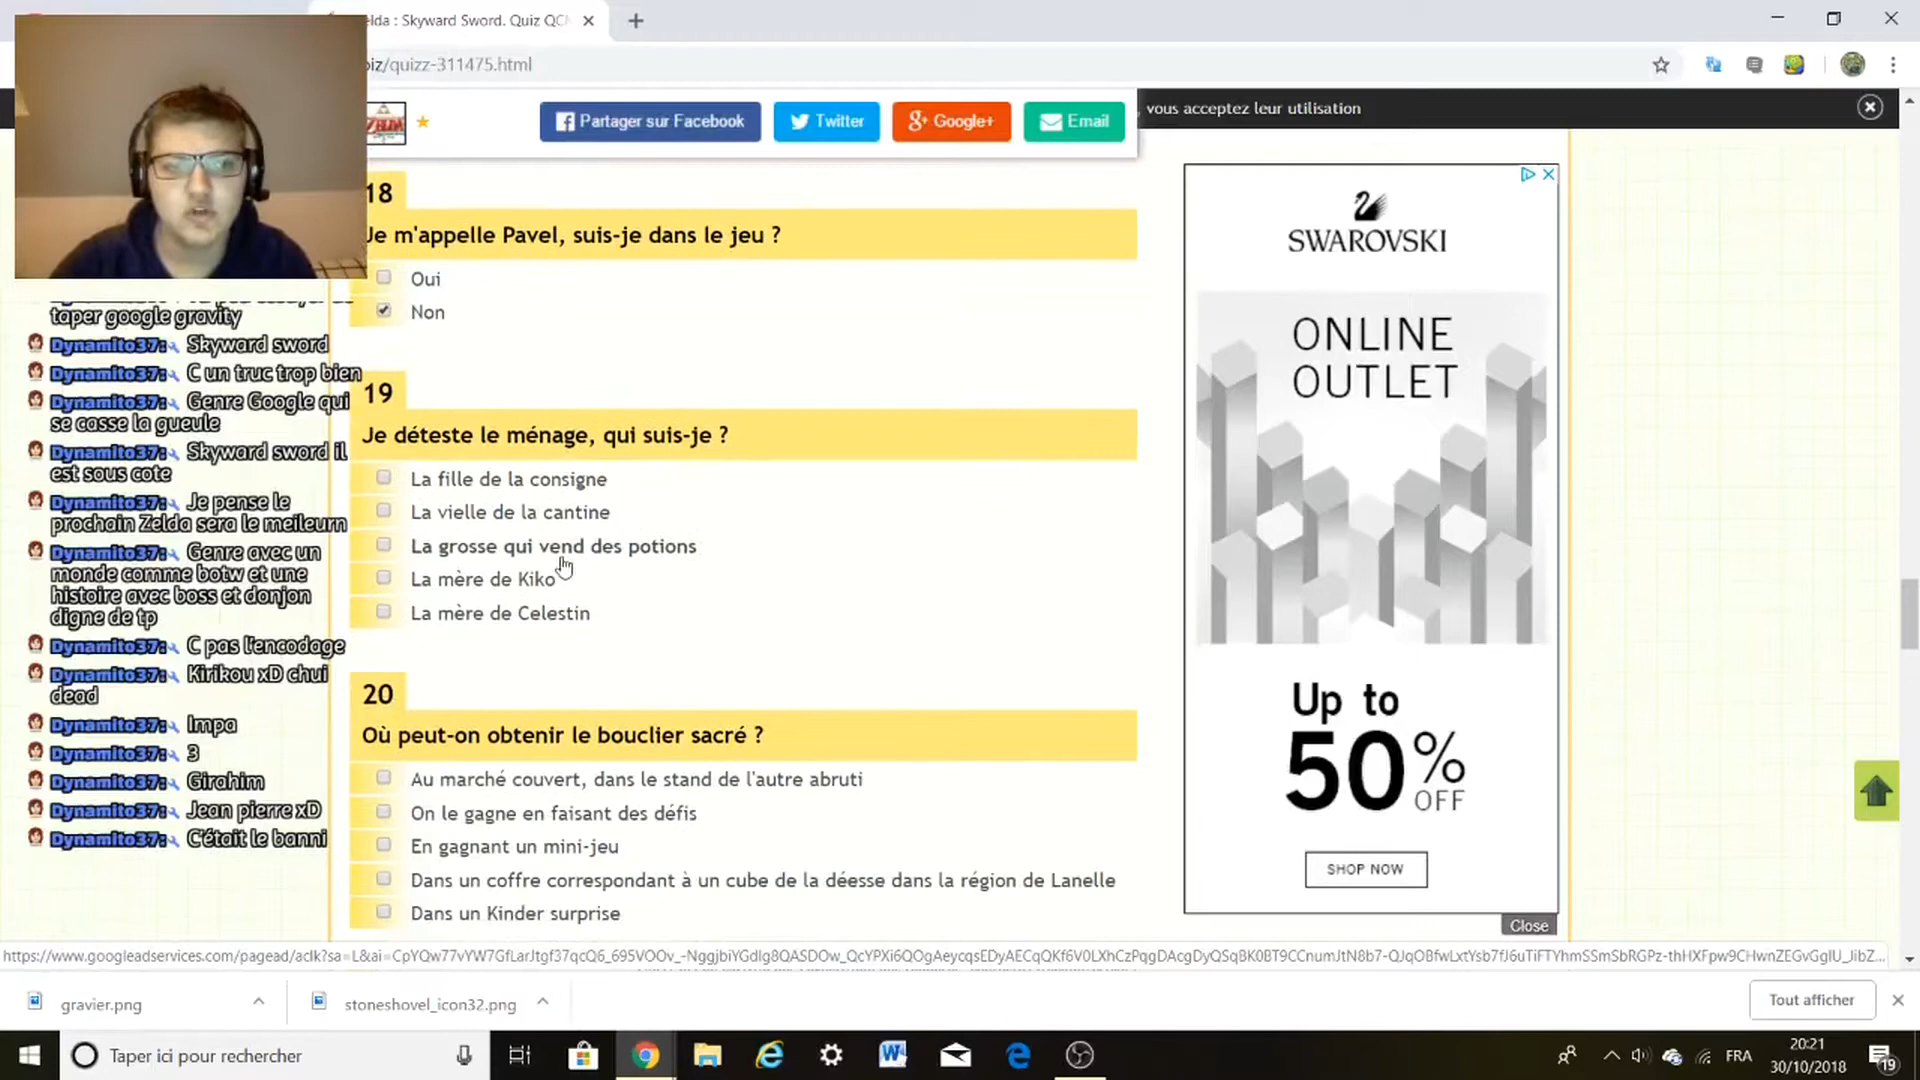 elda : Skyward Sword. Quiz QC
iz/quizz-311475.html
Partager sur Facebook
Twitter
Google+
Email
, vous acceptez leur utilisation
18
Je m'appelle Pavel, suis-je dans le jeu ?
Oui
Non
19
Je déteste le ménage, qui suis-je ?
La fille de la consigne
La vielle de la cantine
La grosse qui vend des potions
La mère de Kiko
La mère de Celestin
20
Où peut-on obtenir le bouclier sacré ?
Au marché couvert, dans le stand de l'autre abruti
On le gagne en faisant des défis
En gagnant un mini-jeu
Dans un coffre correspondant à un cube de la déesse dans la région de Lanelle
Dans un Kinder surprise
taper google gravity
Dynamito37: Skyward sword
Dynamito37: C un truc trop bien
Dynamito37: Genre Google qui
se casse la gueule
Dynamito37: Skyward sword il
est sous cote
Dynamito37: Je pense le
prochain Zelda sera le meileurn
Dynamito37: Genre avec un
monde comme botw et une
histoire avec boss et donjon
digne de tp
Dynamito37: C pas l'encodage
Dynamito37: Kirikou xD chui
dead
Dynamito37: Impa
Dynamito37: 3
Dynamito37: Girahim
Dynamito37: Jean pierre xD
Dynamito37: C'était le banni
SWAROVSKI
ONLINE
OUTLET
Up to
50% OFF
SHOP NOW
Close
gravier.png
stoneshovel_icon32.png
Tout afficher
Taper ici pour rechercher
FRA
20:21
30/10/2018
19